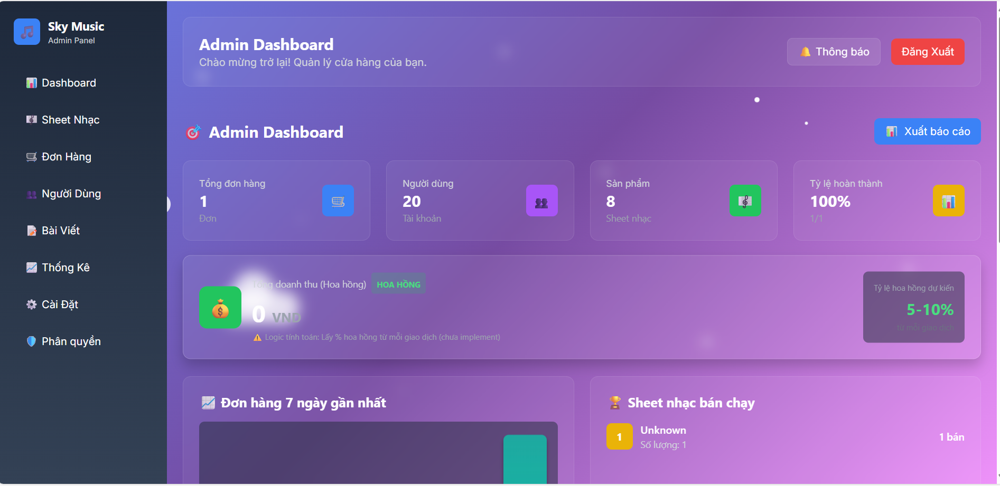 Sky Music
Admin Panel
Dashboard
Sheet Nhạc
Đơn Hàng
Người Dùng
Bài Viết
Thống Kê
Cài Đặt
Phân quyền
Admin Dashboard
Chào mừng trở lại! Quản lý cửa hàng của bạn.
Thông báo
Đăng Xuất
Admin Dashboard
Xuất báo cáo
Tổng đơn hàng
1
Đơn
Người dùng
20
Tài khoản
Sản phẩm
8
Sheet nhạc
Tỷ lệ hoàn thành
100%
1/1
Tổng doanh thu (Hoa hồng)
HOA HỒNG
0 VND
Logic tính toán: Lấy % hoa hồng từ mỗi giao dịch (chưa implement)
Tỷ lệ hoa hồng dự kiến
5-10%
từ mỗi giao dịch
Đơn hàng 7 ngày gần nhất
Sheet nhạc bán chạy
1
Unknown
Số lượng: 1
1 bán